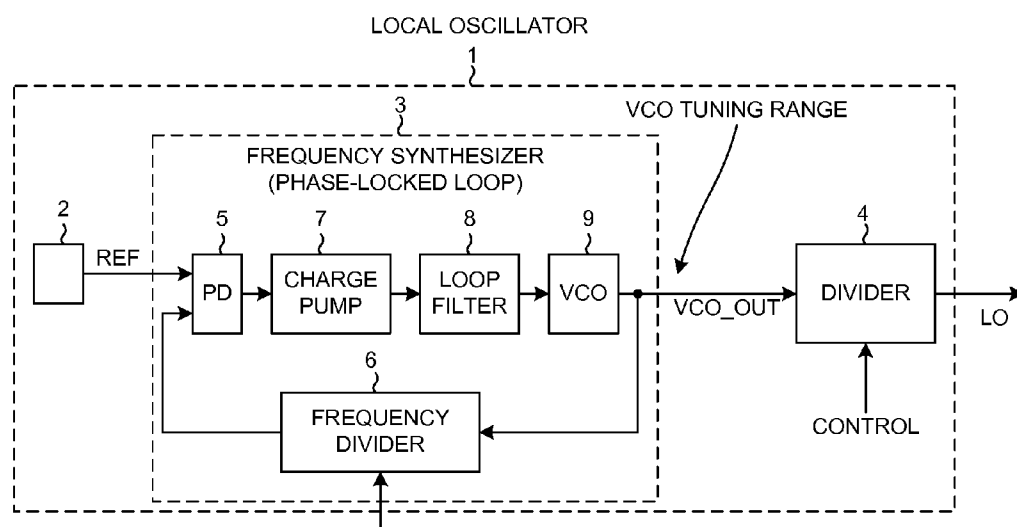 LOCAL OSCILLATOR
1
3
VCO TUNING RANGE
FREQUENCY SYNTHESIZER
(PHASE-LOCKED LOOP)
2
5
7
8
9
4
REF
PD
CHARGE
PUMP
LOOP
FILTER
VCO
VCO_OUT
DIVIDER
LO
6
FREQUENCY
DIVIDER
CONTROL